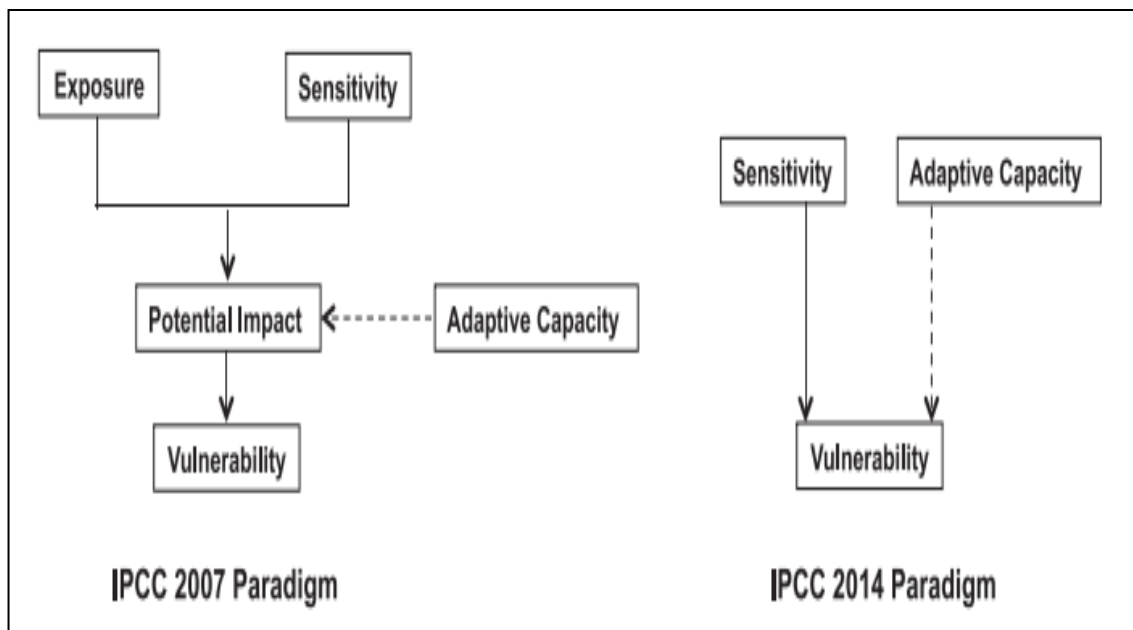 Exposure
Sensitivity
Potential Impact
Adaptive Capacity
Vulnerability
IPCC 2007 Paradigm
Sensitivity
Adaptive Capacity
Vulnerability
IPCC 2014 Paradigm